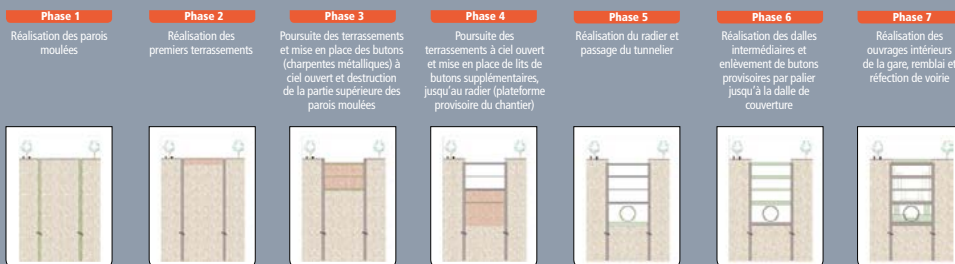 Phase 1
Réalisation des parois
moulées
Phase 2
Réalisation des
premiers terrassements
Phase 3
Poursuite des terrassements
et mise en place des butons
(charpentes métalliques) à
ciel ouvert et destruction
de la partie supérieure des
parois moulées
Phase 4
Poursuite des
terrassements à ciel ouvert
et mise en place de lits de
butons supplémentaires,
jusqu'au radier (plateforme
provisoire du chantier)
Phase 5
Réalisation du radier et
passage du tunnelier
Phase 6
Réalisation des dalles
intermédiaires et
enlèvement de butons
provisoires par palier
jusqu'à la dalle de
couverture
Phase 7
Réalisation des
ouvrages intérieurs
de la gare, remblai et
réfection de voirie